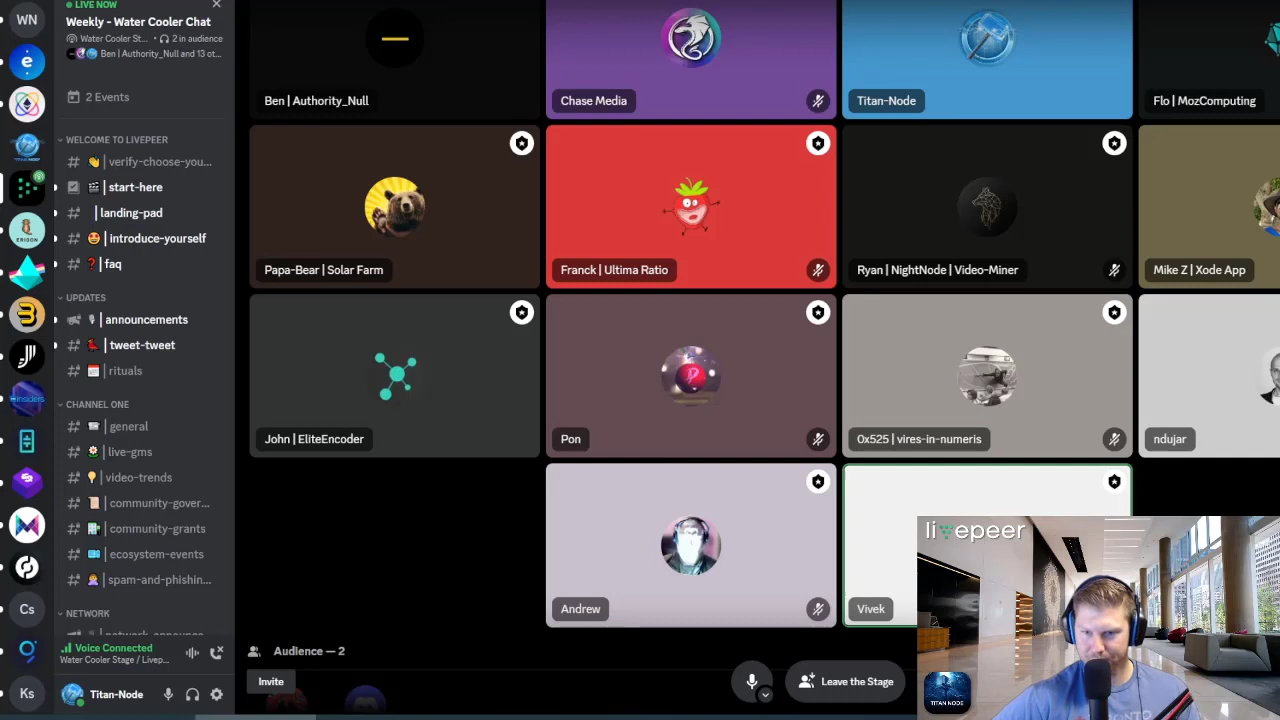 WN
LIVE NOW
Weekly - Water Cooler Chat
Water Cooler St... · 2 in audience
Ben | Authority_Null and 13 ot...
2 Events
WELCOME TO LIVEPEER
verify-choose-you...
start-here
landing-pad
introduce-yourself
faq
UPDATES
announcements
tweet-tweet
rituals
CHANNEL ONE
general
live-gms
video-trends
community-gover...
community-grants
ecosystem-events
spam-and-phishin...
NETWORK
Voice Connected
Water Cooler Stage / Livep...
Titan-Node
TITAN NODE
ERIGON
insiders
Cs
Ks
Ben | Authority_Null
Chase Media
Titan-Node
Flo | MozComputing
Papa-Bear | Solar Farm
Franck | Ultima Ratio
Ryan | NightNode | Video-Miner
Mike Z | Xode App
John | EliteEncoder
Pon
0x525 | vires-in-numeris
ndujar
Andrew
Vivek
livepeer
Audience — 2
Invite
Leave the Stage
TITAN NODE